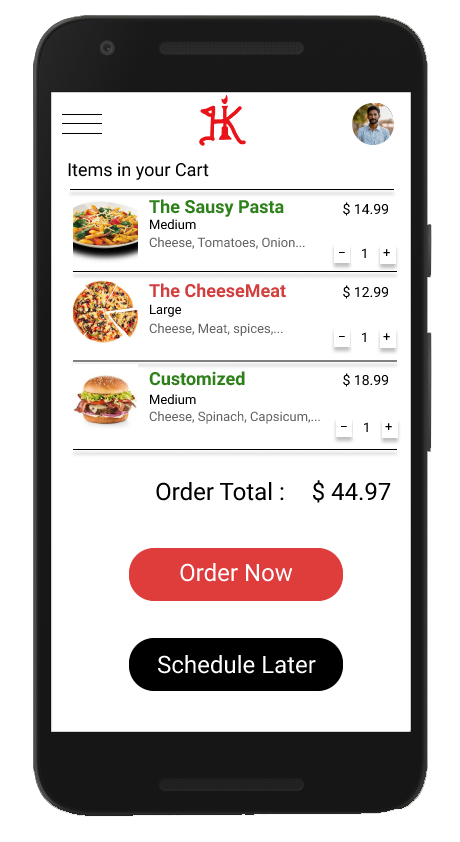 HK
Items in your Cart
The Sausy Pasta $ 14.99
Medium
Cheese, Tomatoes, Onion...
− 1 +
The CheeseMeat $ 12.99
Large
Cheese, Meat, spices,...
− 1 +
Customized $ 18.99
Medium
Cheese, Spinach, Capsicum,...
− 1 +
Order Total : $ 44.97
Order Now
Schedule Later